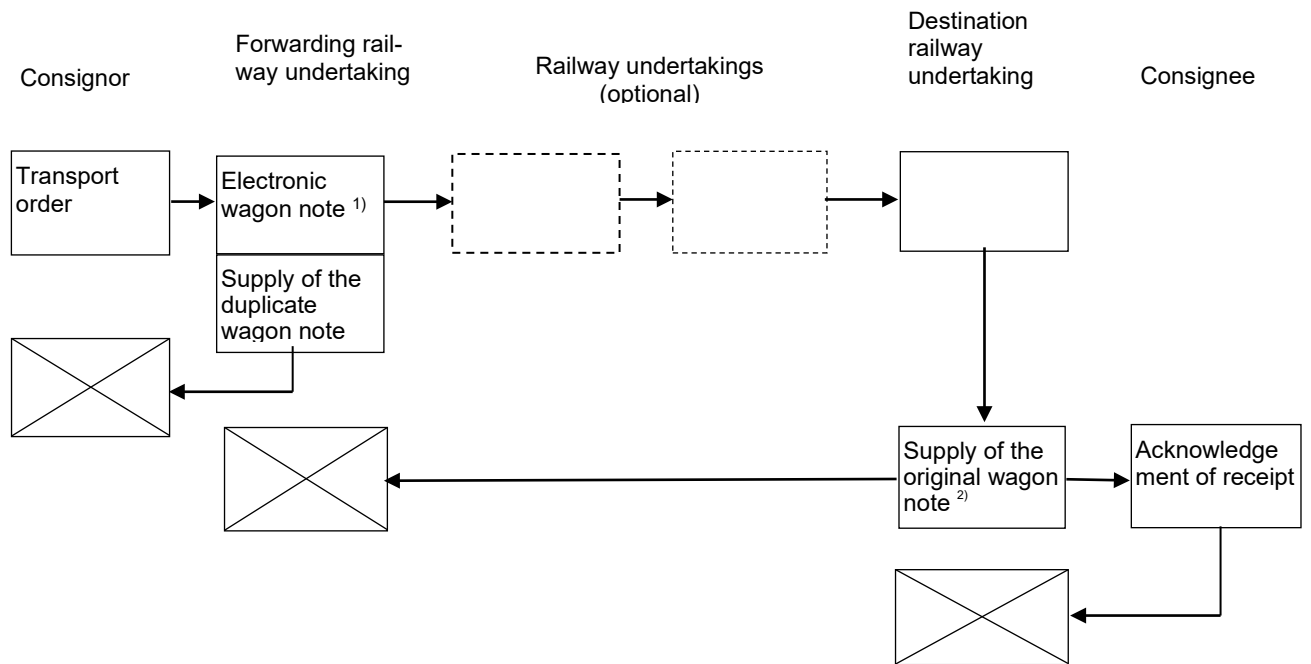 Consignor
Forwarding rail-
way undertaking
Railway undertakings
(optional)
Destination
railway
undertaking
Consignee
Transport
order
Electronic
wagon note 1)
Supply of the
duplicate
wagon note
Supply of the
original wagon
note 2)
Acknowledge
ment of receipt